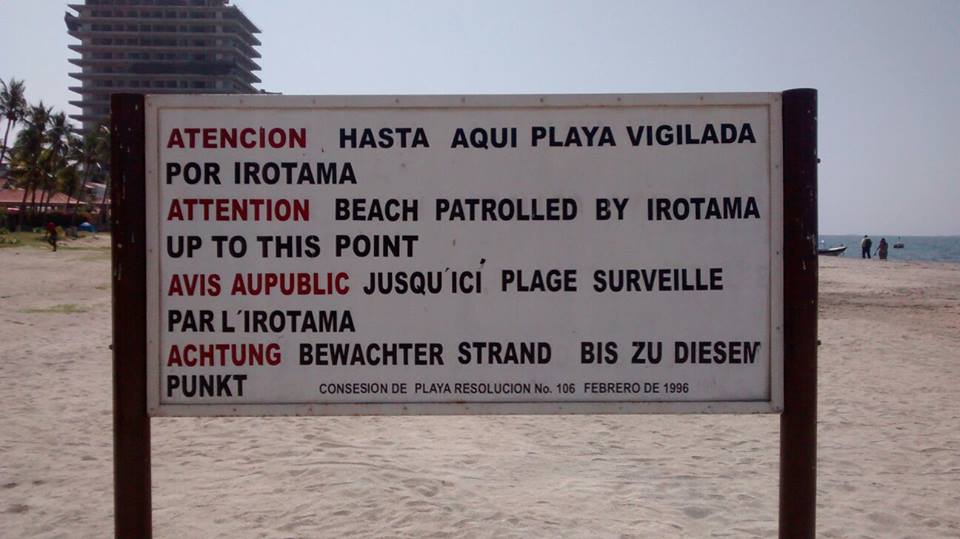 ATENCION HASTA AQUI PLAYA VIGILADA
POR IROTAMA
ATTENTION BEACH PATROLLED BY IROTAMA
UP TO THIS POINT
AVIS AUPUBLIC JUSQU´ICÍ PLAGE SURVEILLE
PAR L´IROTAMA
ACHTUNG BEWACHTER STRAND BIS ZU DIESEM
PUNKT CONSESION DE PLAYA RESOLUCION No. 106 FEBRERO DE 1996